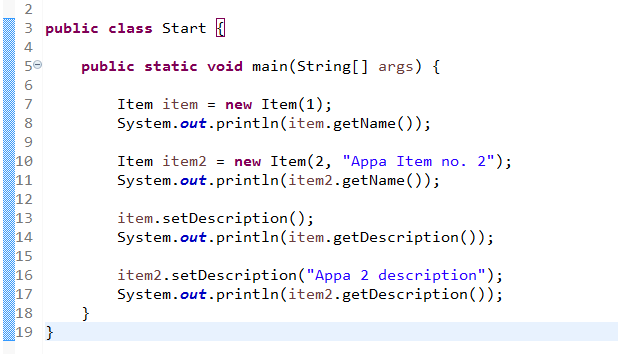 2
3 public class Start {
4
5 public static void main(String[] args) {
6
7 Item item = new Item(1);
8 System.out.println(item.getName());
9
10 Item item2 = new Item(2, "Appa Item no. 2");
11 System.out.println(item2.getName());
12
13 item.setDescription();
14 System.out.println(item.getDescription());
15
16 item2.setDescription("Appa 2 description");
17 System.out.println(item2.getDescription());
18 }
19 }